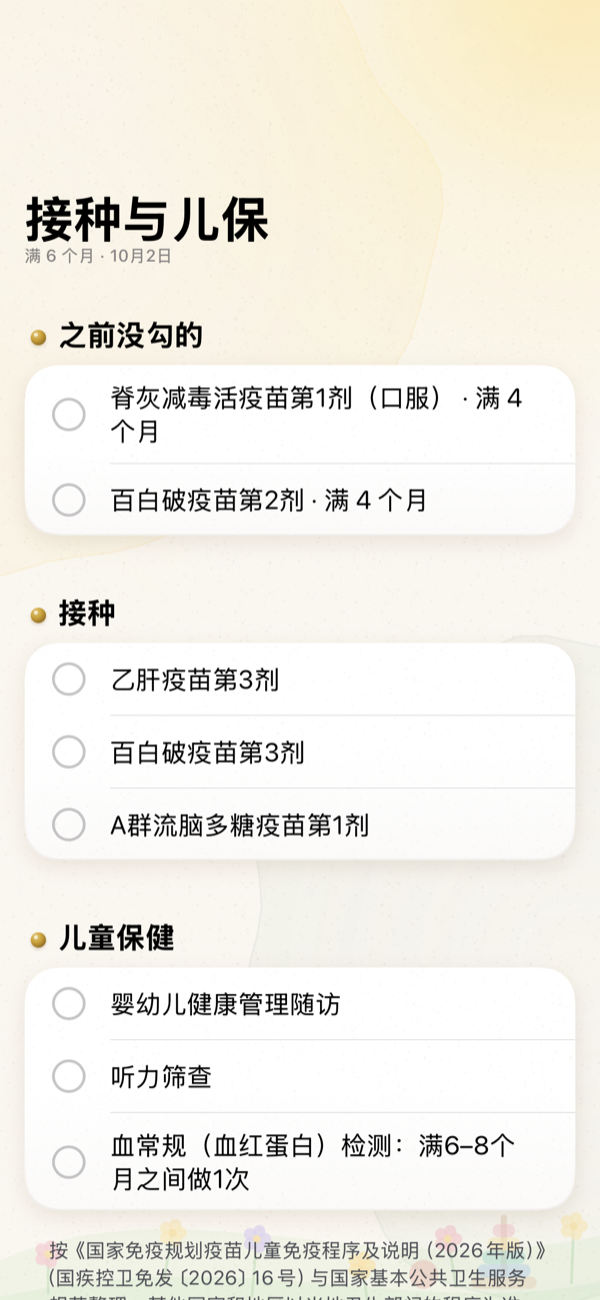 接种与儿保
满 6 个月 · 10月2日
之前没勾的
脊灰减毒活疫苗第1剂（口服） · 满 4
个月
百白破疫苗第2剂 · 满 4 个月
接种
乙肝疫苗第3剂
百白破疫苗第3剂
A群流脑多糖疫苗第1剂
儿童保健
婴幼儿健康管理随访
听力筛查
血常规（血红蛋白）检测：满6–8个
月之间做1次
按《国家免疫规划疫苗儿童免疫程序及说明（2026年版）》
（国疾控卫免发〔2026〕16号）与国家基本公共卫生服务